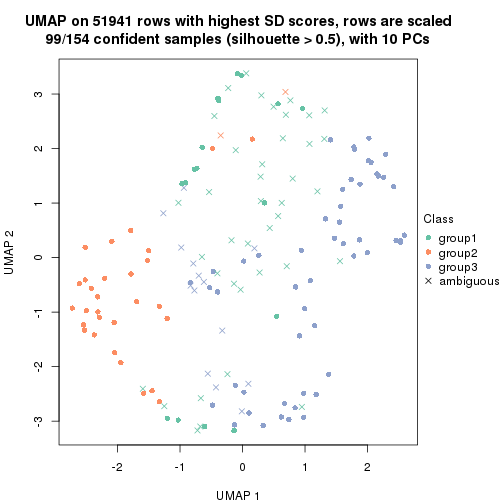 UMAP on 51941 rows with highest SD scores, rows are scaled
99/154 confident samples (silhouette > 0.5), with 10 PCs
3
2
1
0
-1
-2
-3
UMAP 2
-2
-1
0
1
2
UMAP 1
Class
group1
group2
group3
ambiguous